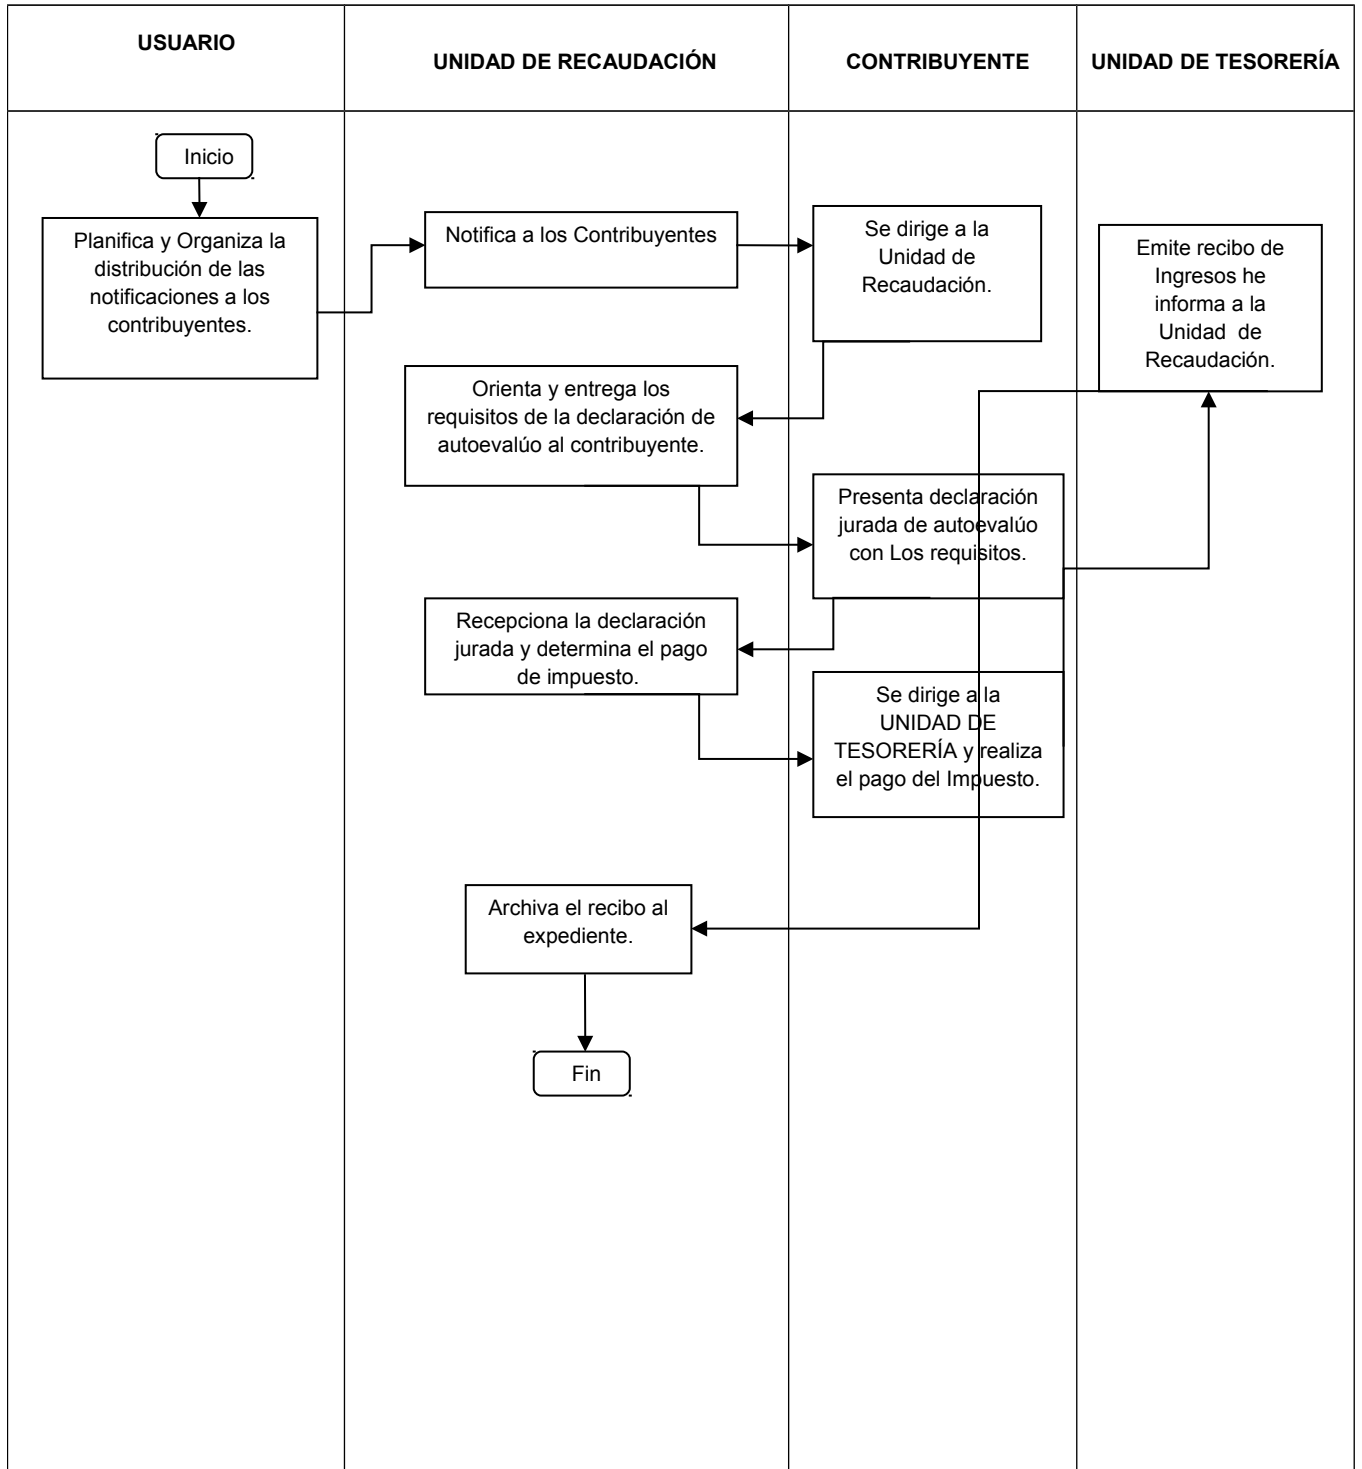 USUARIO
UNIDAD DE RECAUDACIÓN
CONTRIBUYENTE
UNIDAD DE TESORERÍA
Inicio
Planifica y Organiza la
distribución de las
notificaciones a los
contribuyentes.
Notifica a los Contribuyentes
Se dirige a la
Unidad de
Recaudación.
Emite recibo de
Ingresos he
informa a la
Unidad de
Recaudación.
Orienta y entrega los
requisitos de la declaración de
autoevalúo al contribuyente.
Presenta declaración
jurada de autoevalúo
con Los requisitos.
Recepciona la declaración
jurada y determina el pago
de impuesto.
Se dirige a la
UNIDAD DE
TESORERÍA y realiza
el pago del Impuesto.
Archiva el recibo al
expediente.
Fin